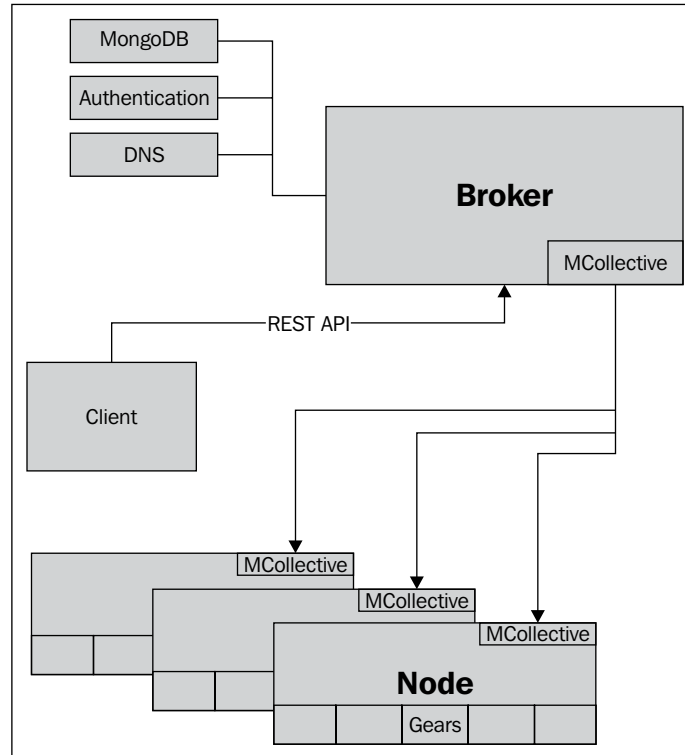 MongoDB
Authentication
DNS
Broker
MCollective
REST API
Client
MCollective
MCollective
MCollective
Node
Gears